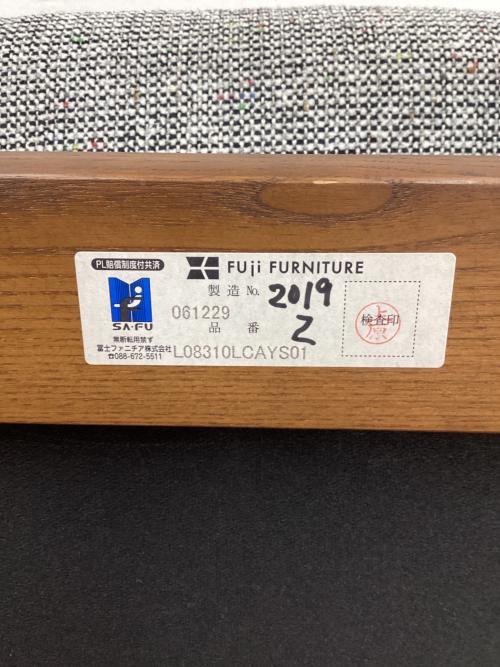 PL賠償制度付共済
FUJI FURNITURE
製造No. 2019
061229
SA・FU
品番 Z
検査印
無断転用禁ず
冨士ファニチア株式会社
☎088-672-5511
L08310LCAYS01